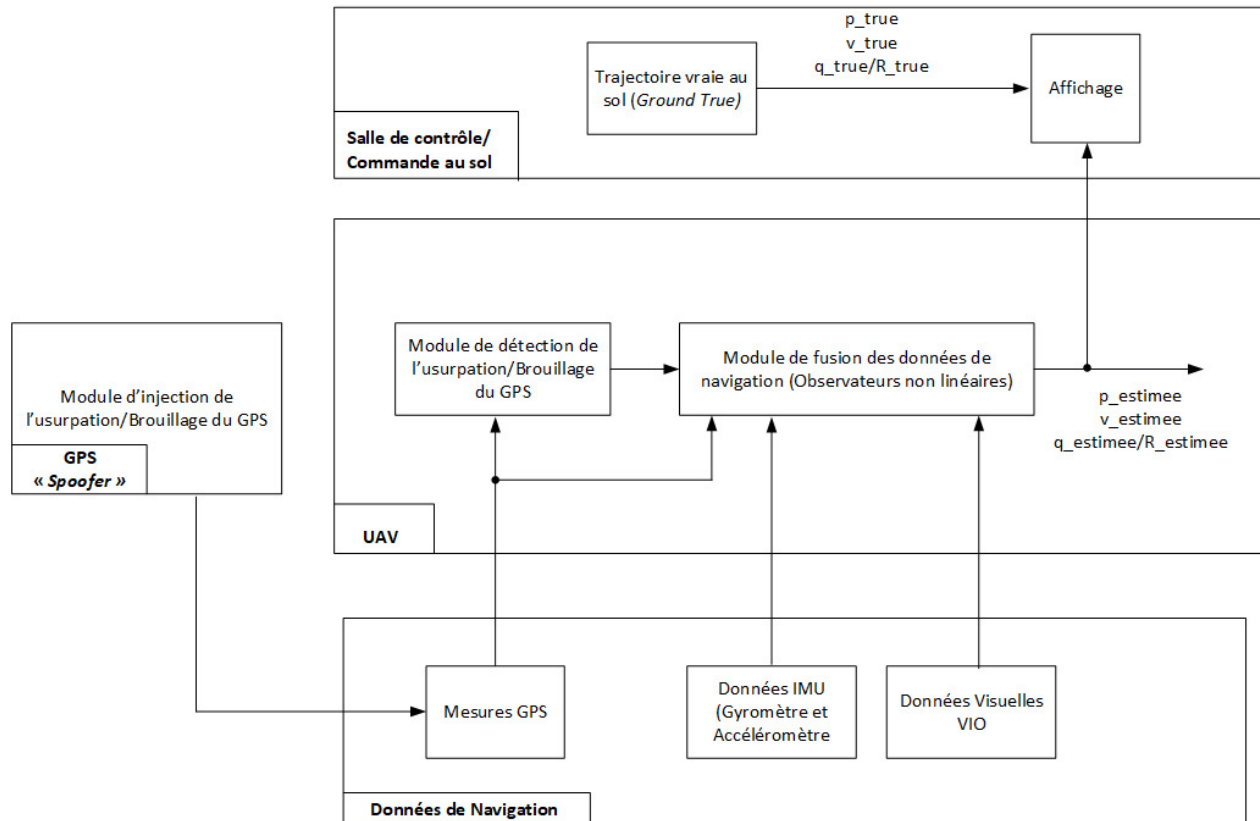 p_true
v_true
q_true/R_true
Trajectoire vraie au
sol (Ground True)
Affichage
Salle de contrôle/
Commande au sol
Module de détection de
l'usurpation/Brouillage
du GPS
Module de fusion des données de
navigation (Observateurs non linéaires)
p_estimee
v_estimee
q_estimee/R_estimee
Module d'injection de
l'usurpation/Brouillage du GPS
GPS
« Spoofer »
UAV
Mesures GPS
Données IMU
(Gyromètre et
Accéléromètre
Données Visuelles
VIO
Données de Navigation